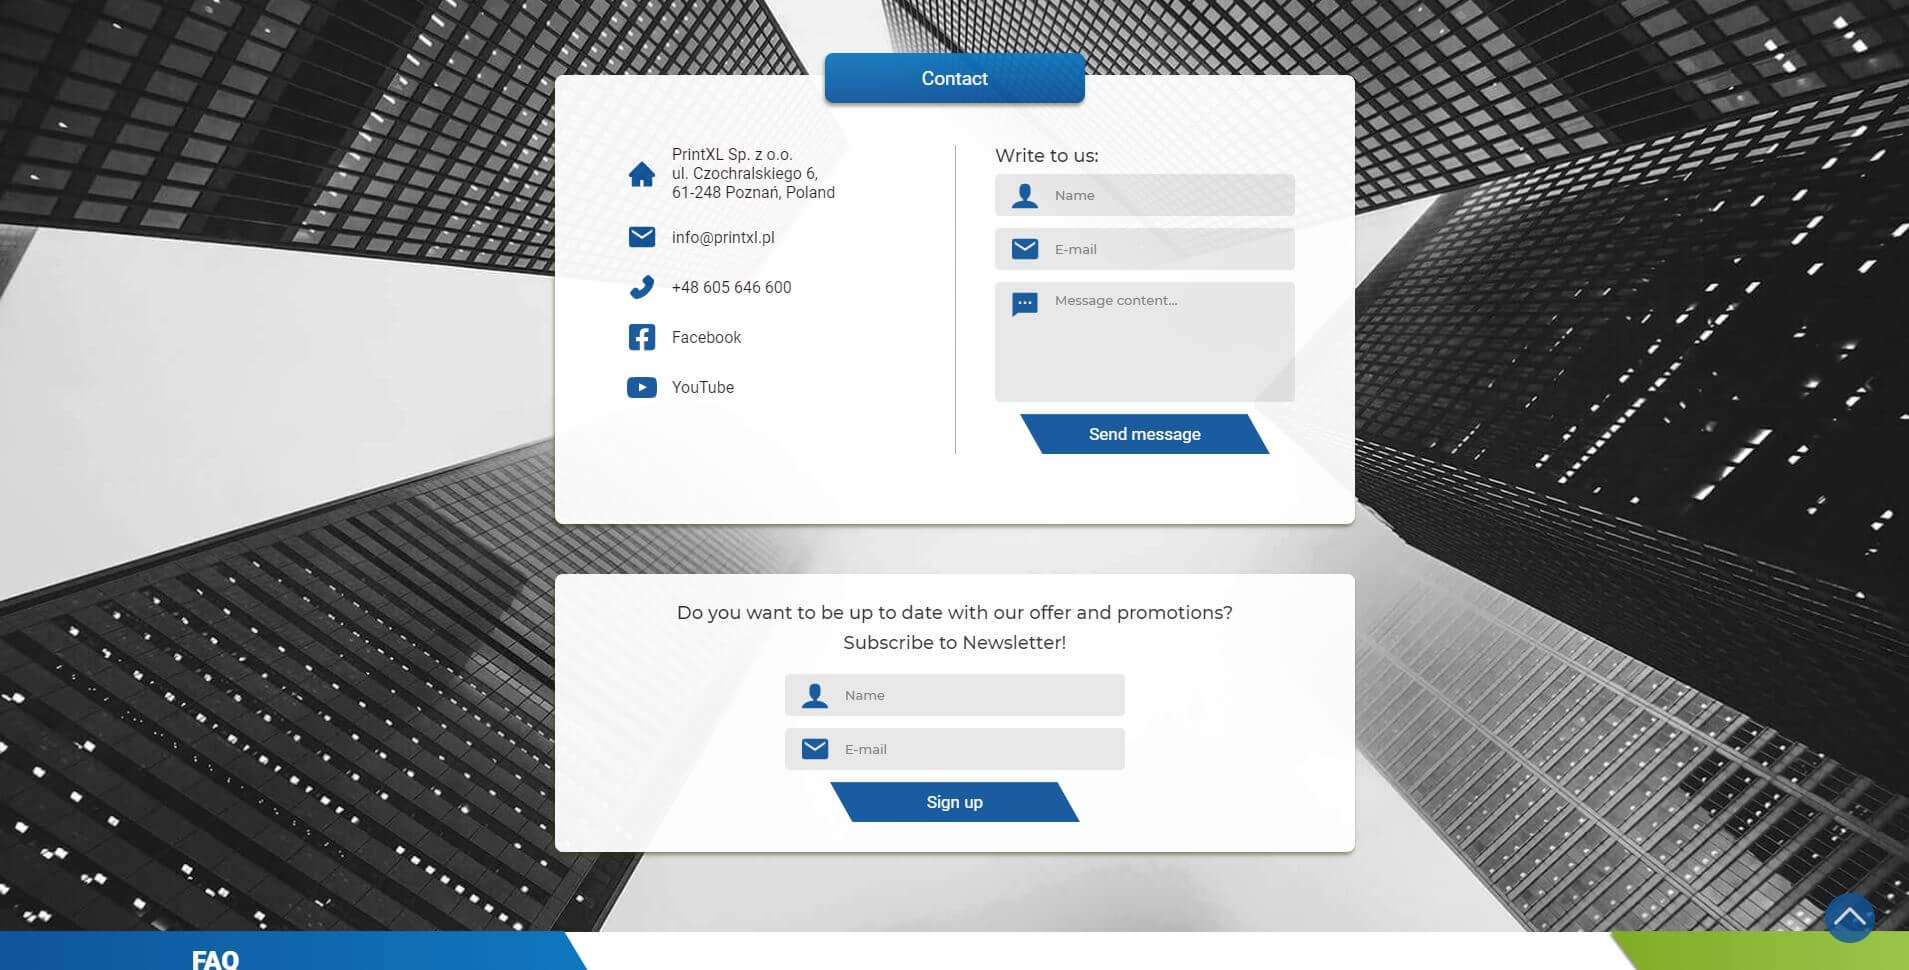 Contact
PrintXL Sp. z o.o.
ul. Czochralskiego 6,
61-248 Poznań, Poland
info@printxl.pl
+48 605 646 600
Facebook
YouTube
Write to us:
Name
E-mail
Message content...
Send message
Do you want to be up to date with our offer and promotions?
Subscribe to Newsletter!
Name
E-mail
Sign up
FAQ